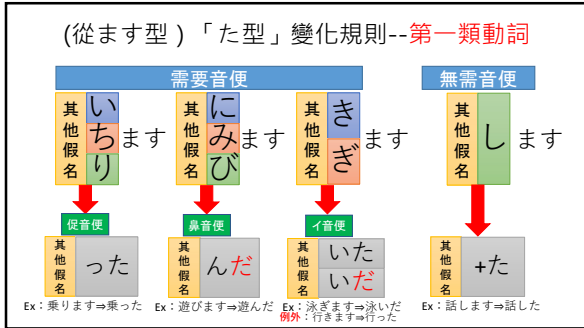 (從ます型)「た型」變化規則--第一類動詞
需要音便
無需音便
其他假名
い
ち
り
ます
其他假名
に
み
び
ます
其他假名
き
ぎ
ます
其他假名
し
ます
促音便
鼻音便
イ音便
其他假名
った
其他假名
んだ
其他假名
いた
いだ
其他假名
+た
Ex：乗ります⇒乗った
Ex：遊びます⇒遊んだ
Ex：泳ぎます⇒泳いだ
例外：行きます⇒行った
Ex：話します⇒話した